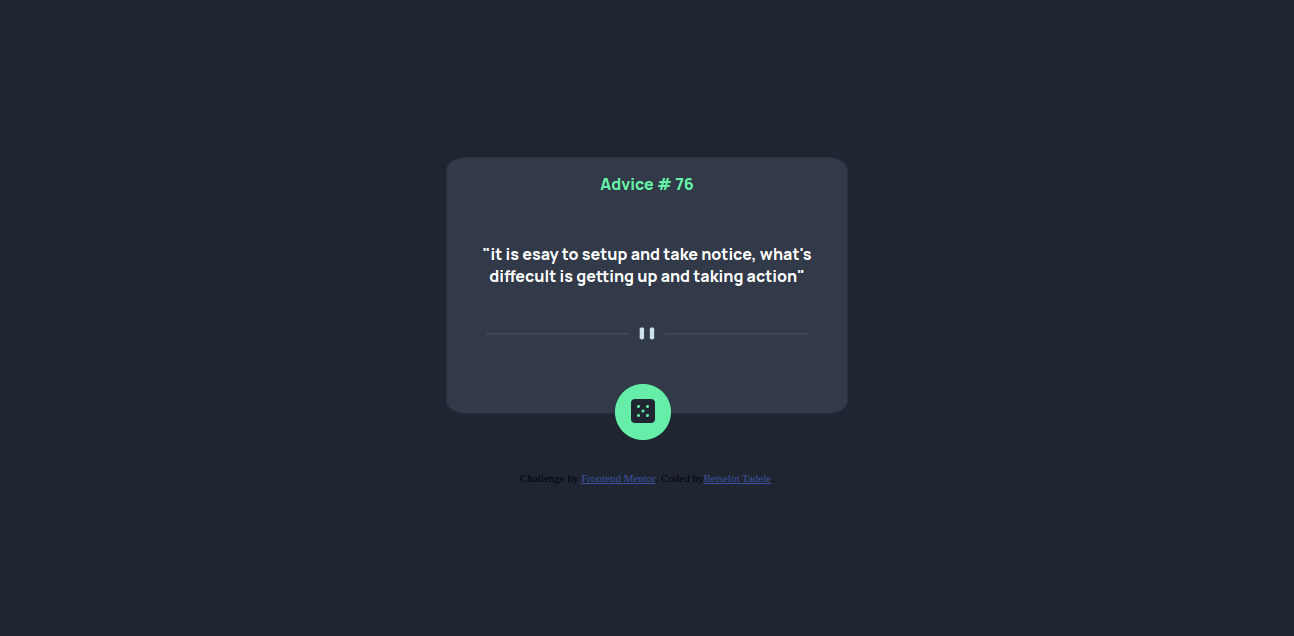 Advice # 76
"it is esay to setup and take notice, what's
diffecult is getting up and taking action"
Challenge by Frontend Mentor. Coded by Betselot Tadele.